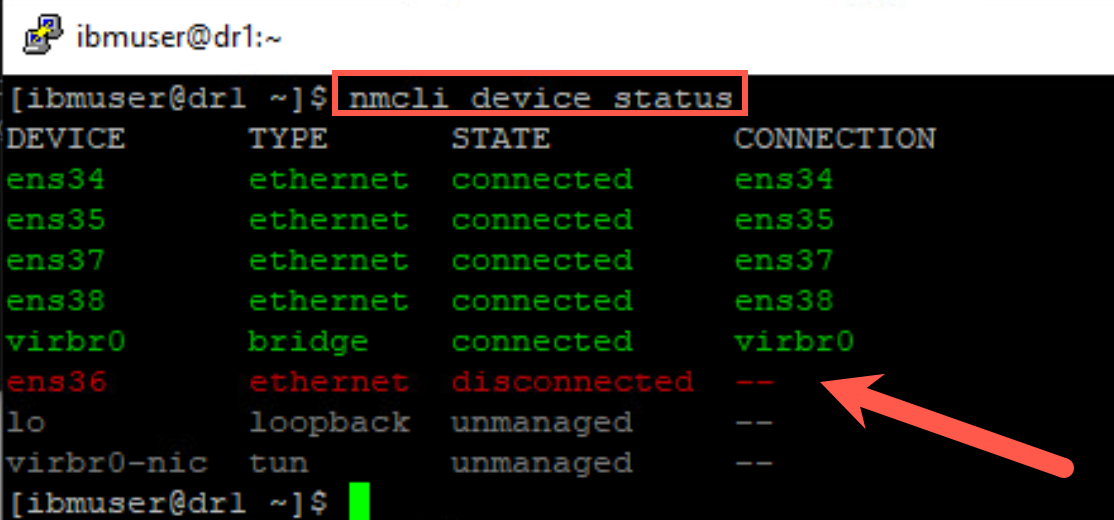 ibmuser@dr1:~
[ibmuser@dr1 ~]$ nmcli device status
DEVICE TYPE STATE CONNECTION
ens34 ethernet connected ens34
ens35 ethernet connected ens35
ens37 ethernet connected ens37
ens38 ethernet connected ens38
virbr0 bridge connected virbr0
ens36 ethernet disconnected --
lo loopback unmanaged --
virbr0-nic tun unmanaged --
[ibmuser@dr1 ~]$